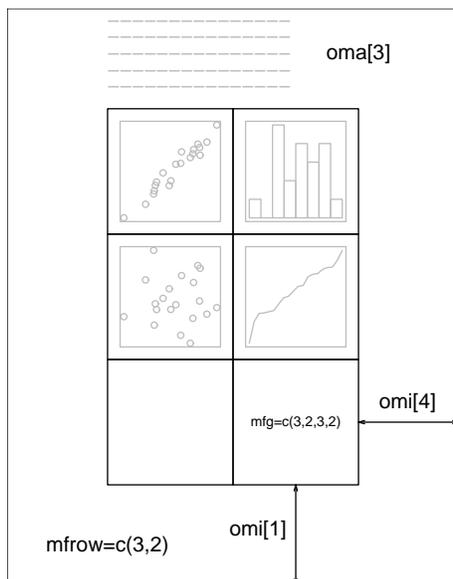 oma[3]
omi[4]
mfg=c(3,2,3,2)
omi[1]
mfrow=c(3,2)